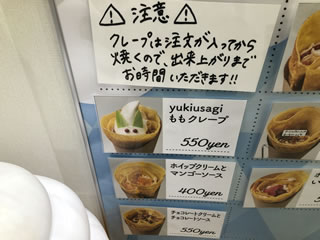 ⚠注意⚠
クレープは注文が入ってから
焼くので、出来上がりまで
お時間いただきます!!
yukiusagi
ももクレープ
550yen
ホイップクリームと
マンゴーソース
400yen
チョコレートクリームと
チョコレートソース
550yen